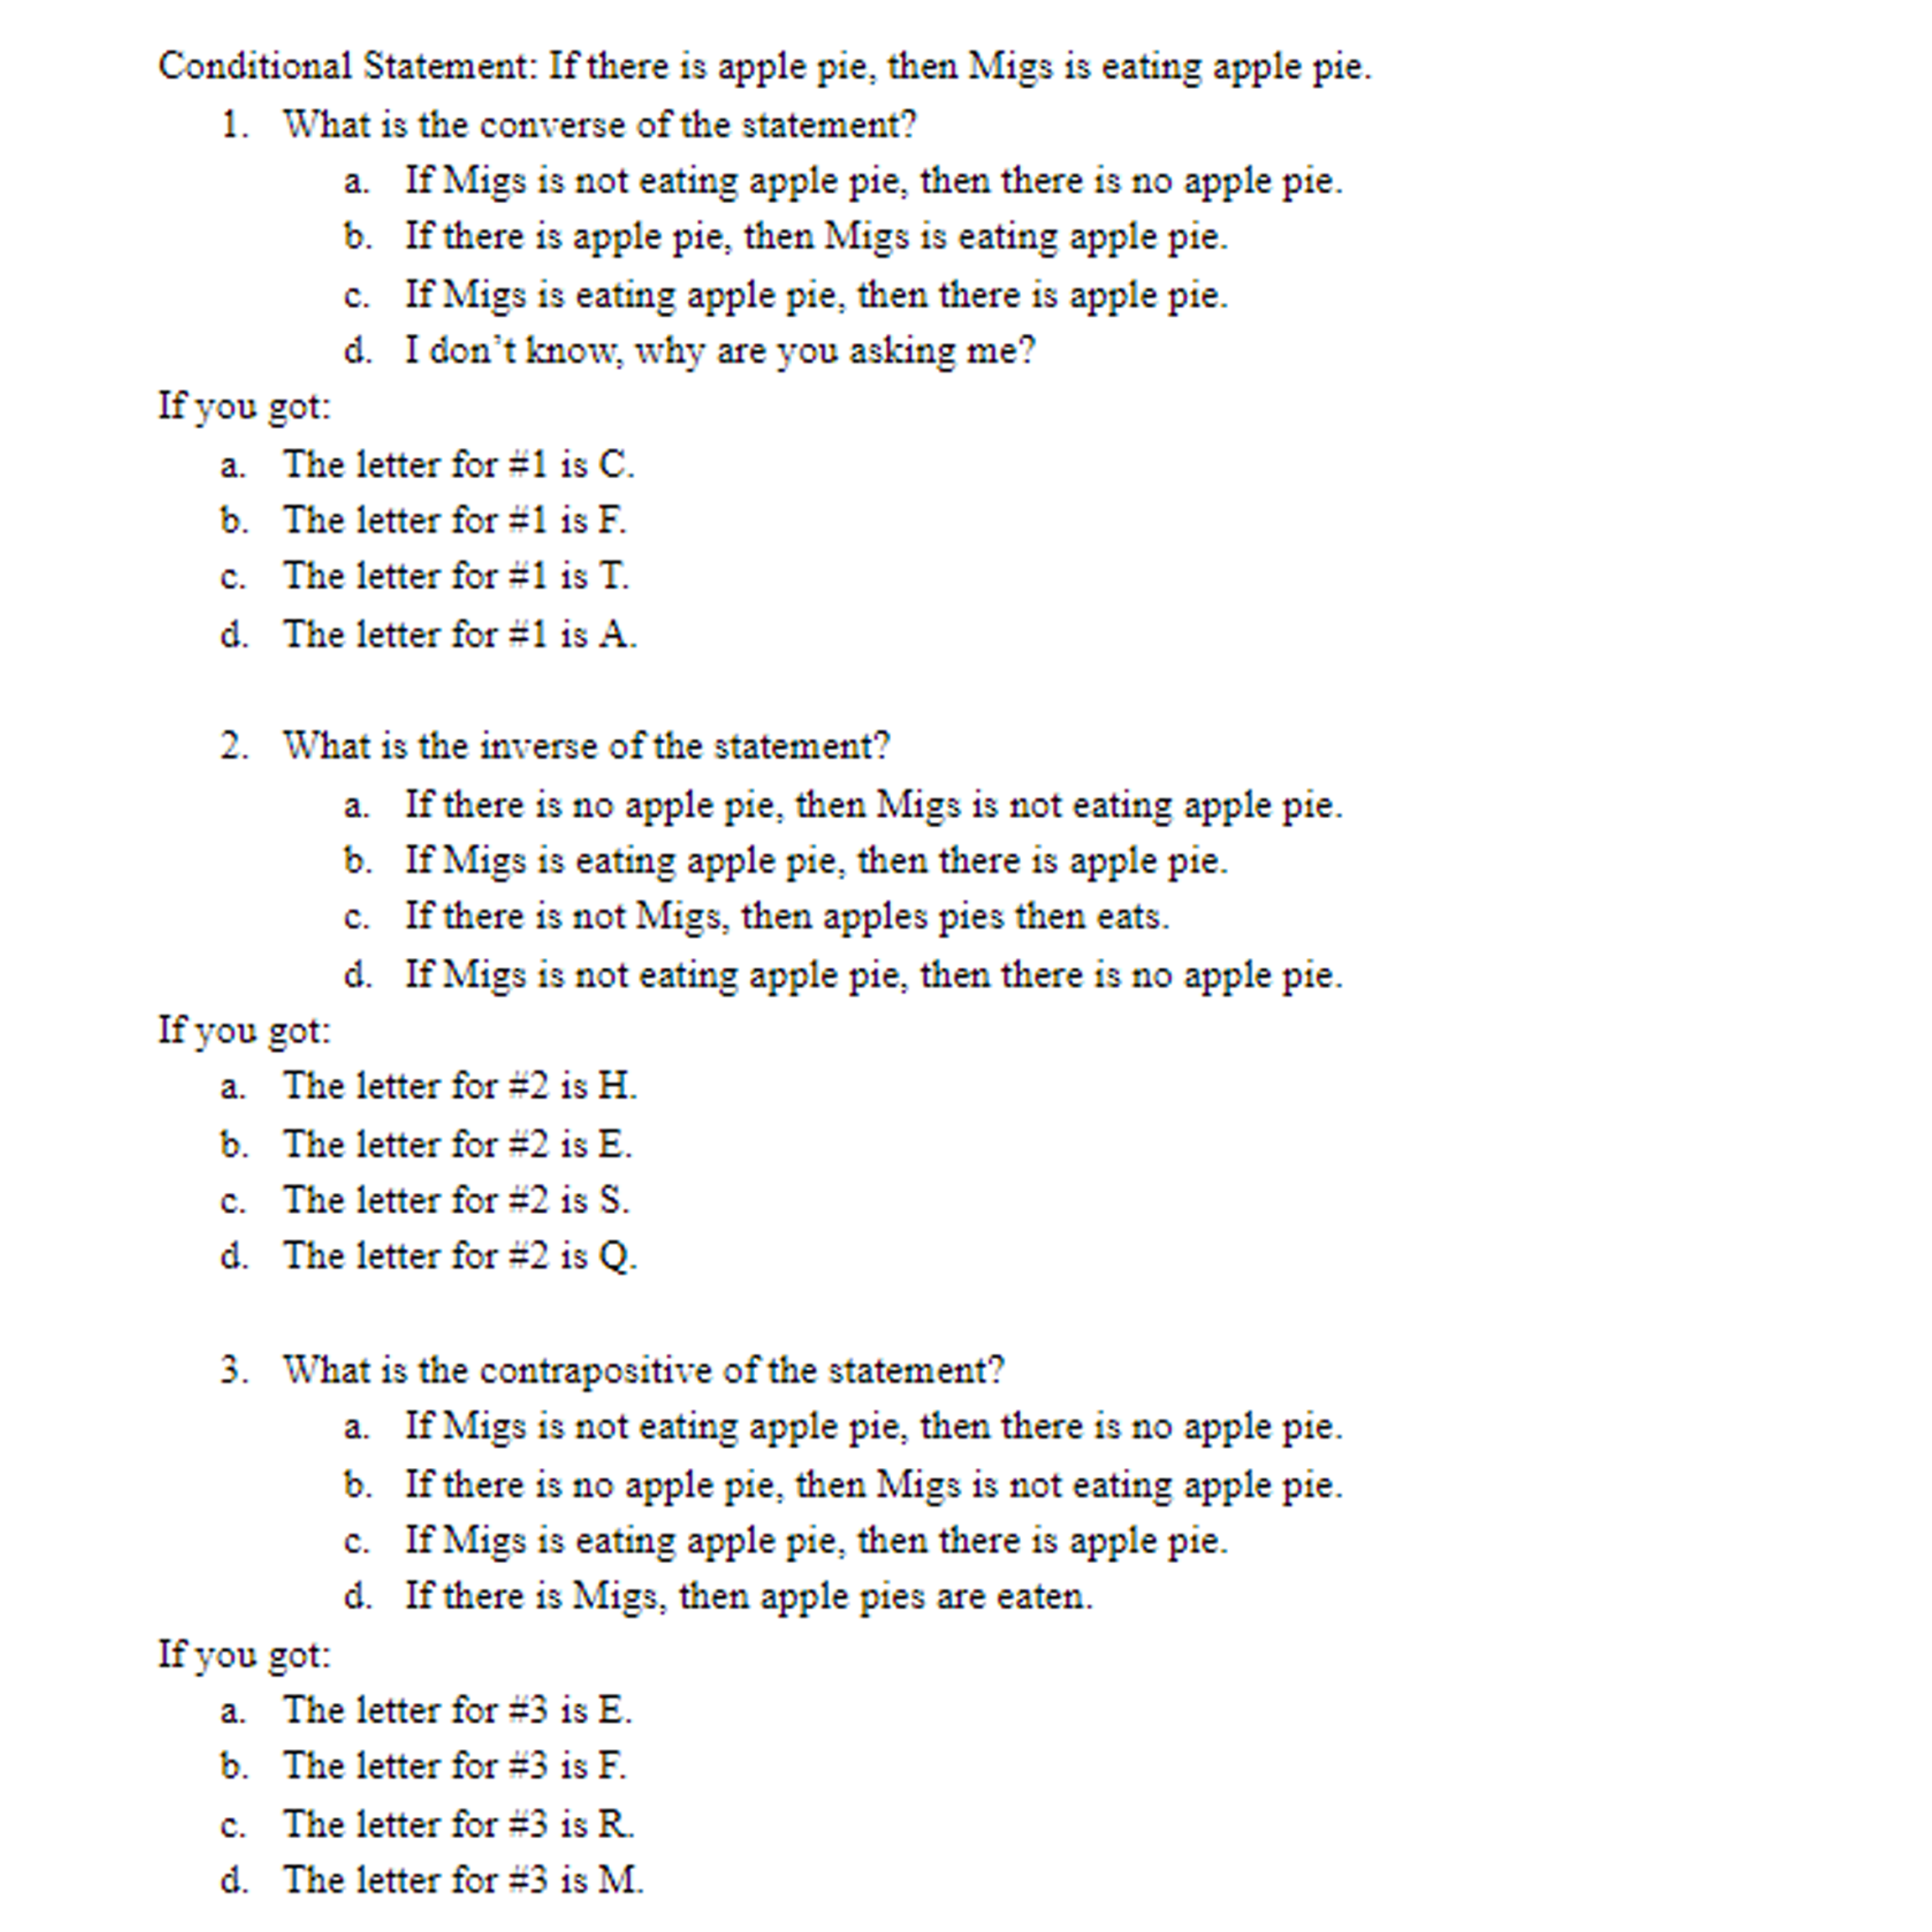 Conditional Statement: If there is apple pie, then Migs is eating apple pie.
1. What is the converse of the statement?
a. If Migs is not eating apple pie, then there is no apple pie.
b. If there is apple pie, then Migs is eating apple pie.
c. If Migs is eating apple pie, then there is apple pie.
d. I don’t know, why are you asking me?
If you got:
a. The letter for #1 is C.
b. The letter for #1 is F.
c. The letter for #1 is T.
d. The letter for #1 is A.
2. What is the inverse of the statement?
a. If there is no apple pie, then Migs is not eating apple pie.
b. If Migs is eating apple pie, then there is apple pie.
c. If there is not Migs, then apples pies then eats.
d. If Migs is not eating apple pie, then there is no apple pie.
If you got:
a. The letter for #2 is H.
b. The letter for #2 is E.
c. The letter for #2 is S.
d. The letter for #2 is Q.
3. What is the contrapositive of the statement?
a. If Migs is not eating apple pie, then there is no apple pie.
b. If there is no apple pie, then Migs is not eating apple pie.
c. If Migs is eating apple pie, then there is apple pie.
d. If there is Migs, then apple pies are eaten.
If you got:
a. The letter for #3 is E.
b. The letter for #3 is F.
c. The letter for #3 is R.
d. The letter for #3 is M.